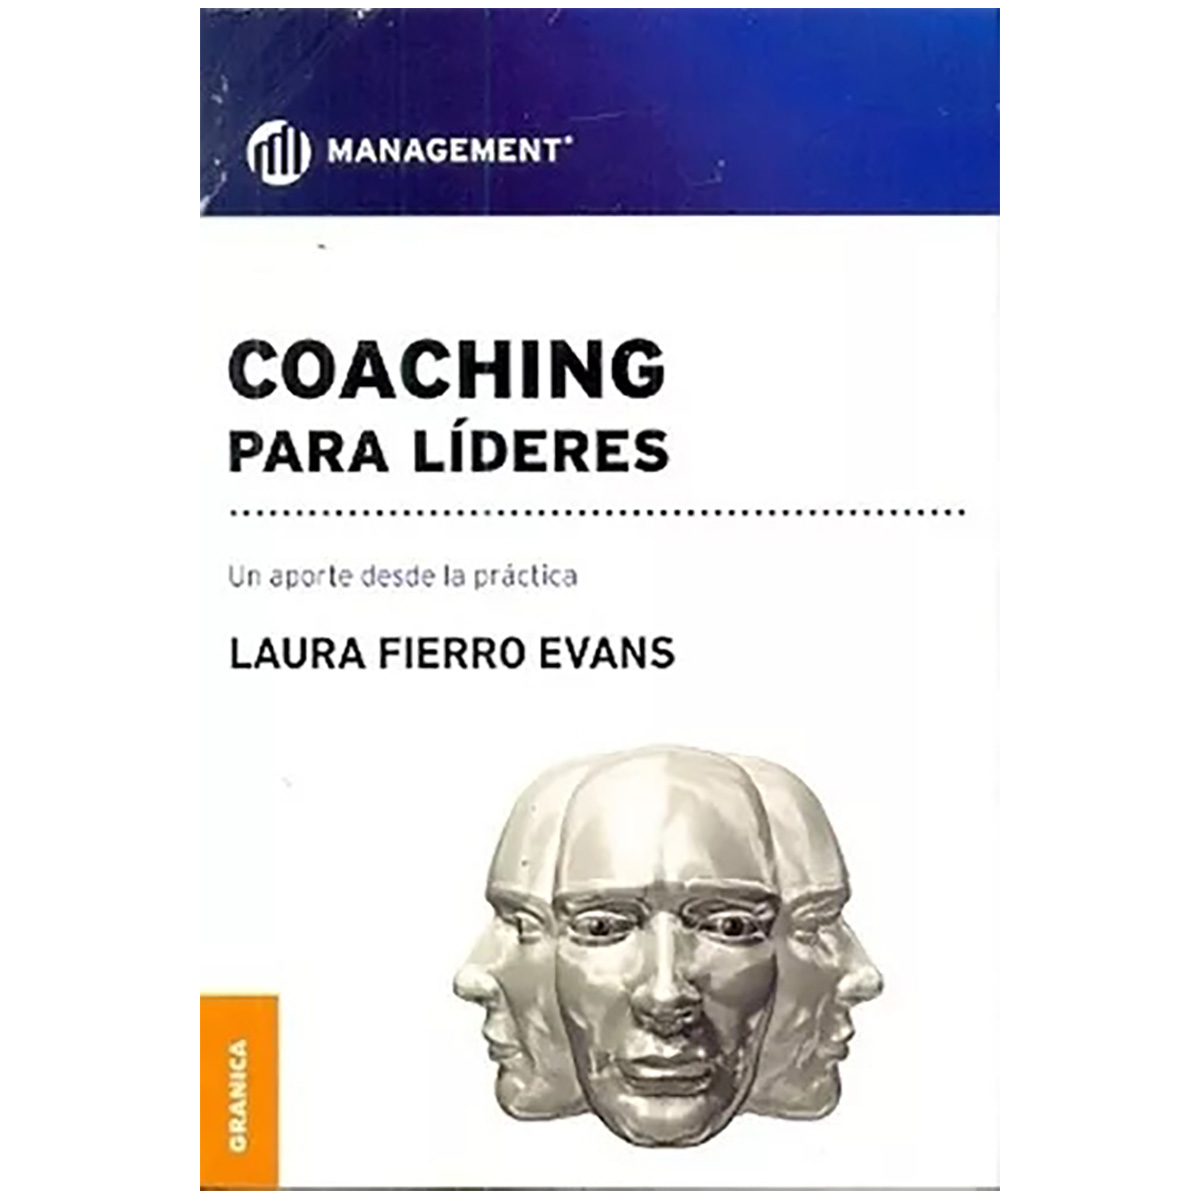 MANAGEMENT®
COACHING
PARA LÍDERES
Un aporte desde la práctica
LAURA FIERRO EVANS
GRANICA